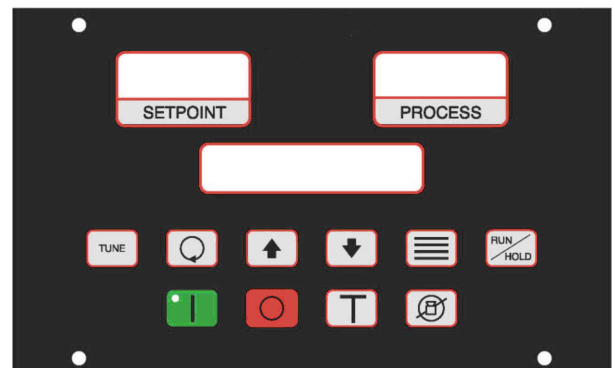 SETPOINT
PROCESS
TUNE
RUN
HOLD
T